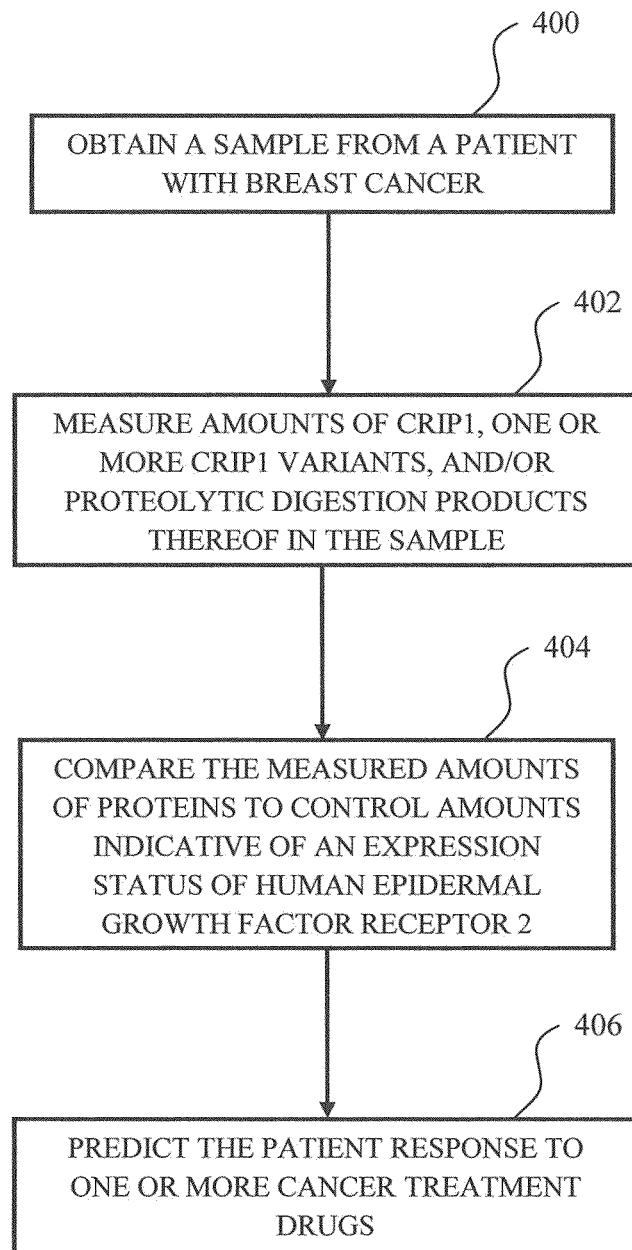 400
OBTAIN A SAMPLE FROM A PATIENT
WITH BREAST CANCER
402
MEASURE AMOUNTS OF CRIP1, ONE OR
MORE CRIP1 VARIANTS, AND/OR
PROTEOLYTIC DIGESTION PRODUCTS
THEREOF IN THE SAMPLE
404
COMPARE THE MEASURED AMOUNTS
OF PROTEINS TO CONTROL AMOUNTS
INDICATIVE OF AN EXPRESSION
STATUS OF HUMAN EPIDERMAL
GROWTH FACTOR RECEPTOR 2
406
PREDICT THE PATIENT RESPONSE TO
ONE OR MORE CANCER TREATMENT
DRUGS